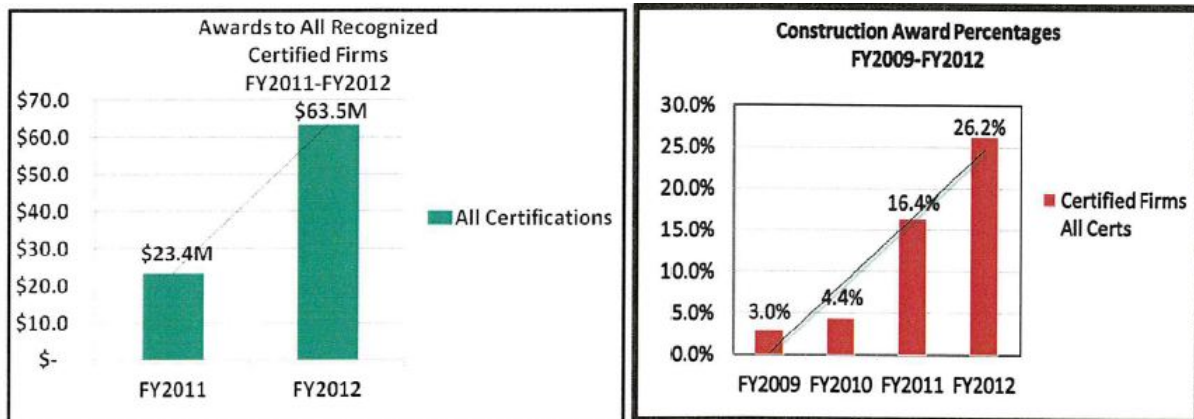 Awards to All Recognized
Certified Firms
FY2011-FY2012
$70.0
$60.0
$50.0
$40.0
$30.0
$20.0
$10.0
$-
$23.4M
$63.5M
FY2011
FY2012
All Certifications
Construction Award Percentages
FY2009-FY2012
30.0%
25.0%
20.0%
15.0%
10.0%
5.0%
0.0%
3.0%
4.4%
16.4%
26.2%
FY2009 FY2010 FY2011 FY2012
Certified Firms
All Certs